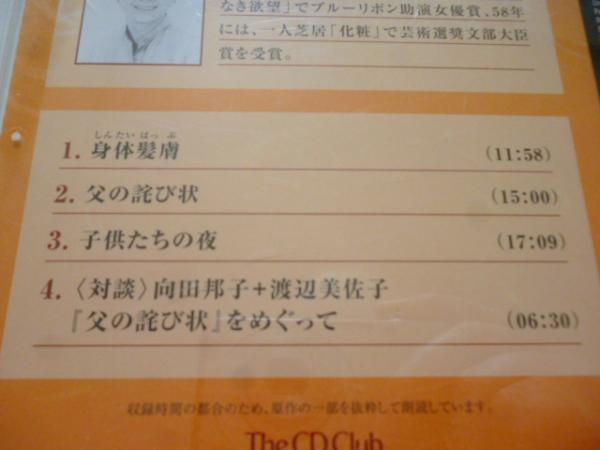 なき欲望」でブルーリボン助演女優賞、58年
には、一人芝居「化粧」で芸術選奨文部大臣
賞を受賞。
しんたい はっ ぷ
1. 身体髪膚 (11:58)
2. 父の詫び状 (15:00)
3. 子供たちの夜 (17:09)
4. 〈対談〉向田邦子+渡辺美佐子
『父の詫び状』をめぐって (06:30)
収録時間の都合のため、原作の一部を抜粋して朗読しています。
The CD Club